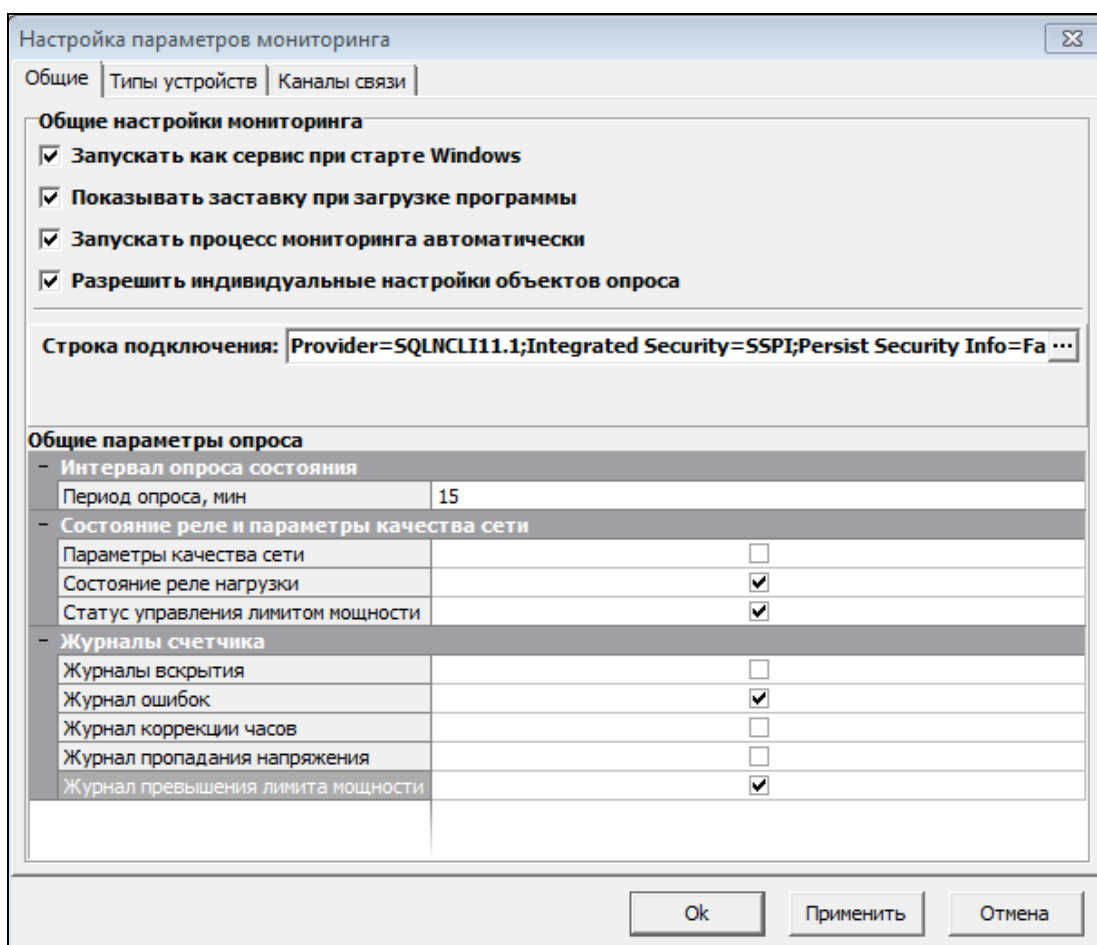 Настройка параметров мониторинга
Общие Типы устройств Каналы связи
Общие настройки мониторинга
Запускать как сервис при старте Windows
Показывать заставку при загрузке программы
Запускать процесс мониторинга автоматически
Разрешить индивидуальные настройки объектов опроса
Строка подключения: Provider=SQLNCLI11.1;Integrated Security=SSPI;Persist Security Info=Fa ...
Общие параметры опроса
- Интервал опроса состояния
Период опроса, мин 15
- Состояние реле и параметры качества сети
Параметры качества сети
Состояние реле нагрузки
Статус управления лимитом мощности
- Журналы счетчика
Журналы вскрытия
Журнал ошибок
Журнал коррекции часов
Журнал пропадания напряжения
Журнал превышения лимита мощности
Ok Применить Отмена